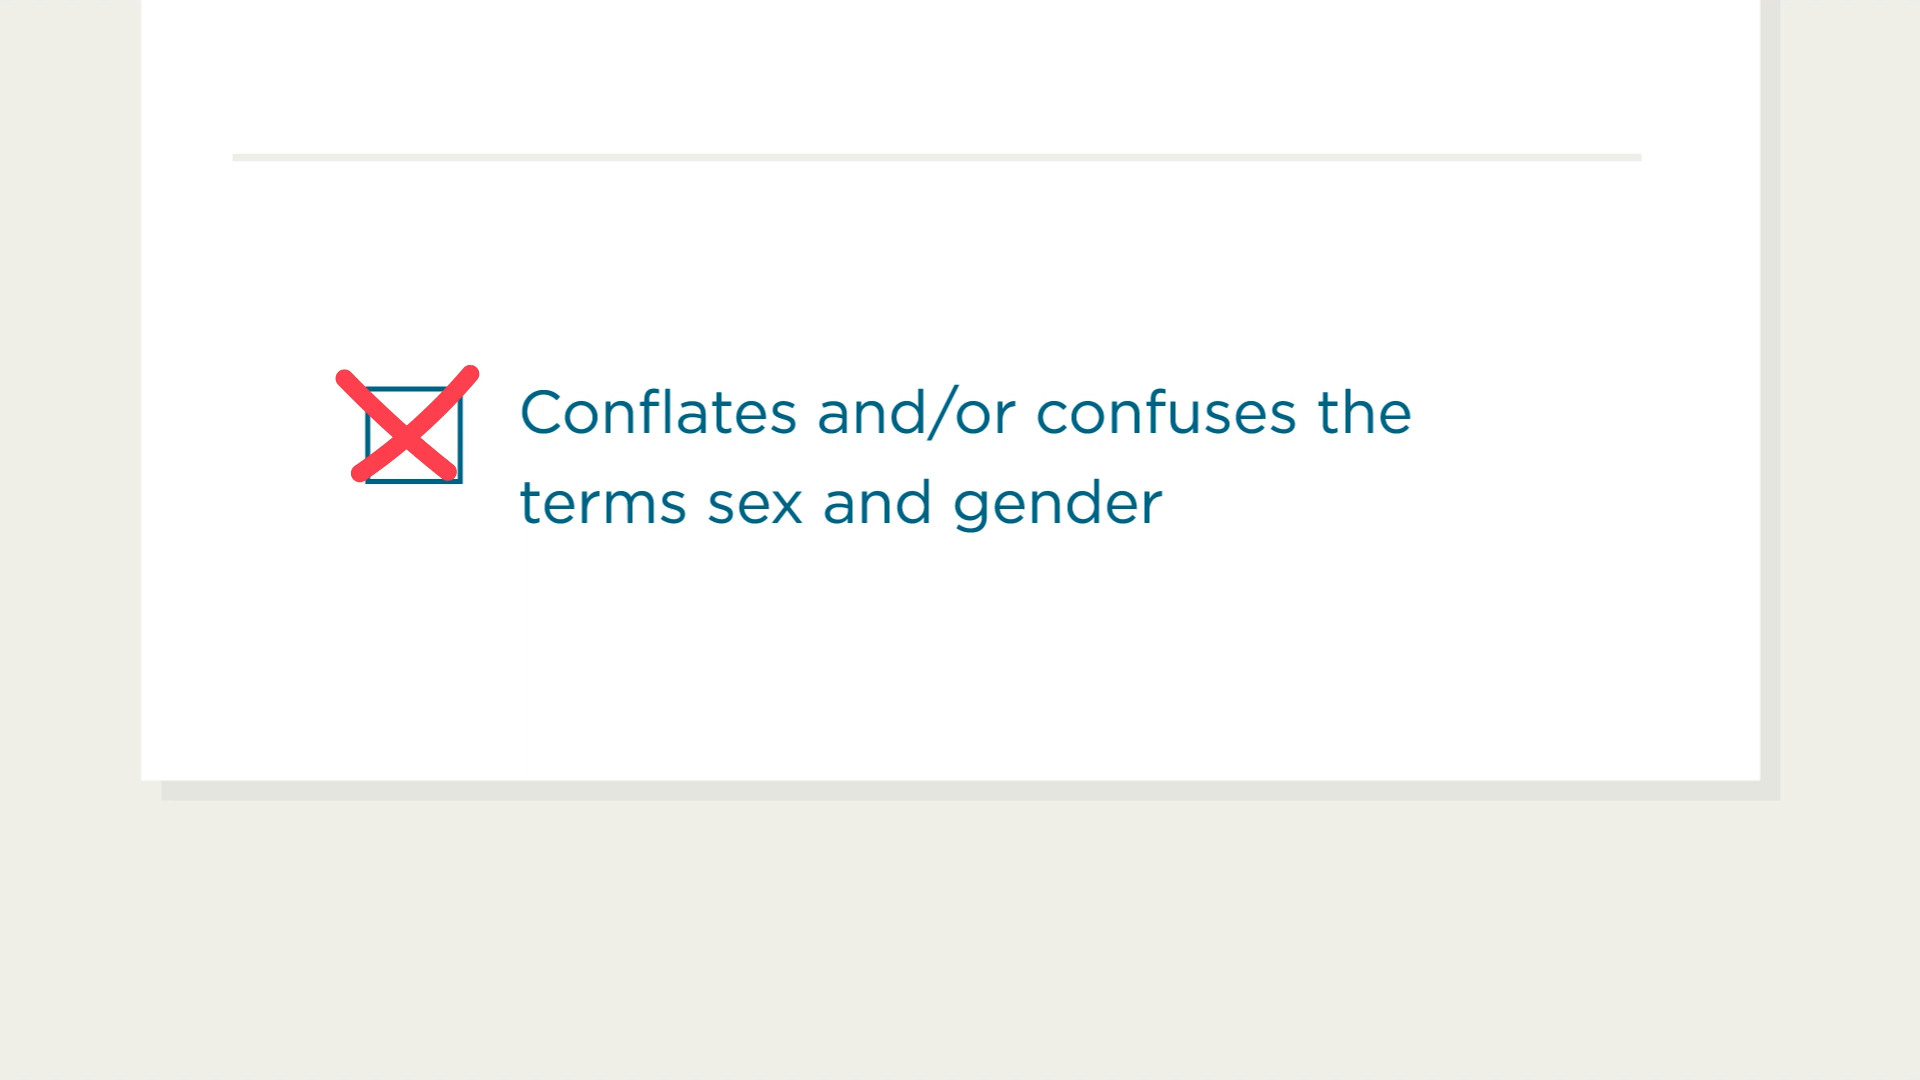 Conflates and/or confuses the
terms sex and gender